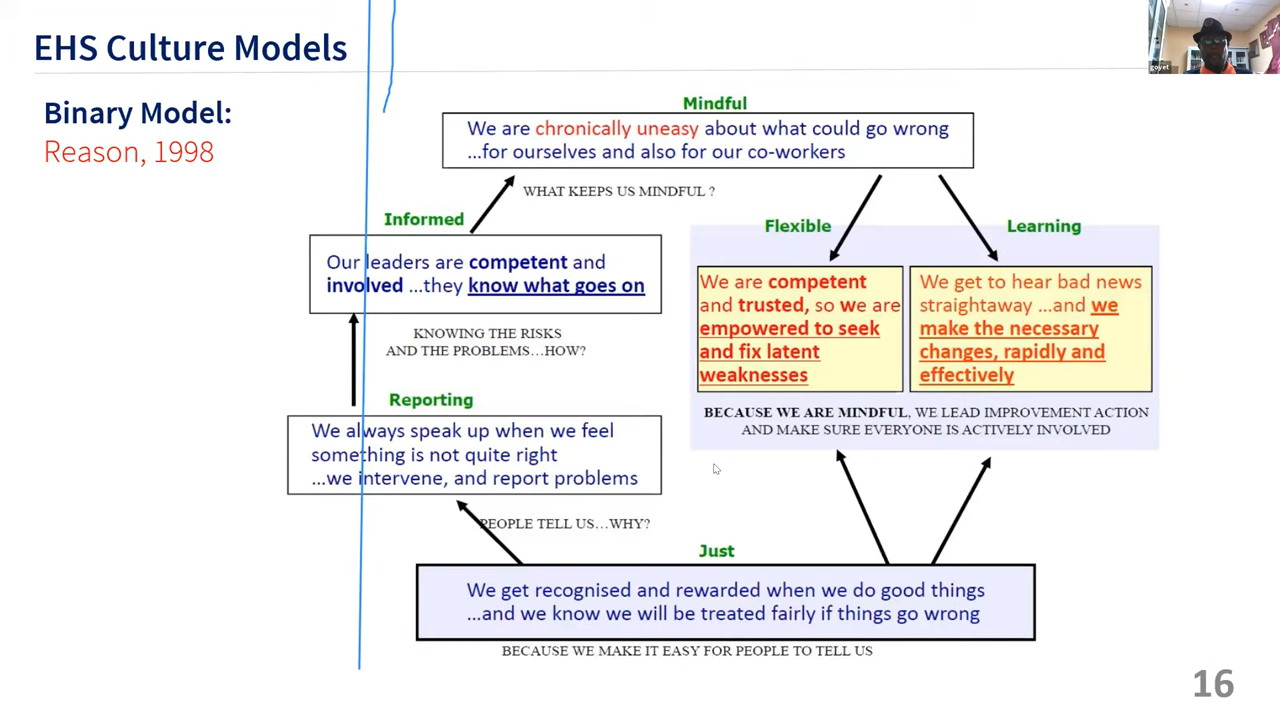 EHS Culture Models
goyet
Binary Model:
Reason, 1998
Mindful
We are chronically uneasy about what could go wrong
...for ourselves and also for our co-workers
WHAT KEEPS US MINDFUL ?
Informed
Our leaders are competent and
involved ...they know what goes on
KNOWING THE RISKS
AND THE PROBLEMS...HOW?
Reporting
We always speak up when we feel
something is not quite right
...we intervene, and report problems
PEOPLE TELL US...WHY?
Flexible
We are competent
and trusted, so we are
empowered to seek
and fix latent
weaknesses
Learning
We get to hear bad news
straightaway ...and we
make the necessary
changes, rapidly and
effectively
BECAUSE WE ARE MINDFUL, WE LEAD IMPROVEMENT ACTION
AND MAKE SURE EVERYONE IS ACTIVELY INVOLVED
Just
We get recognised and rewarded when we do good things
...and we know we will be treated fairly if things go wrong
BECAUSE WE MAKE IT EASY FOR PEOPLE TO TELL US
16